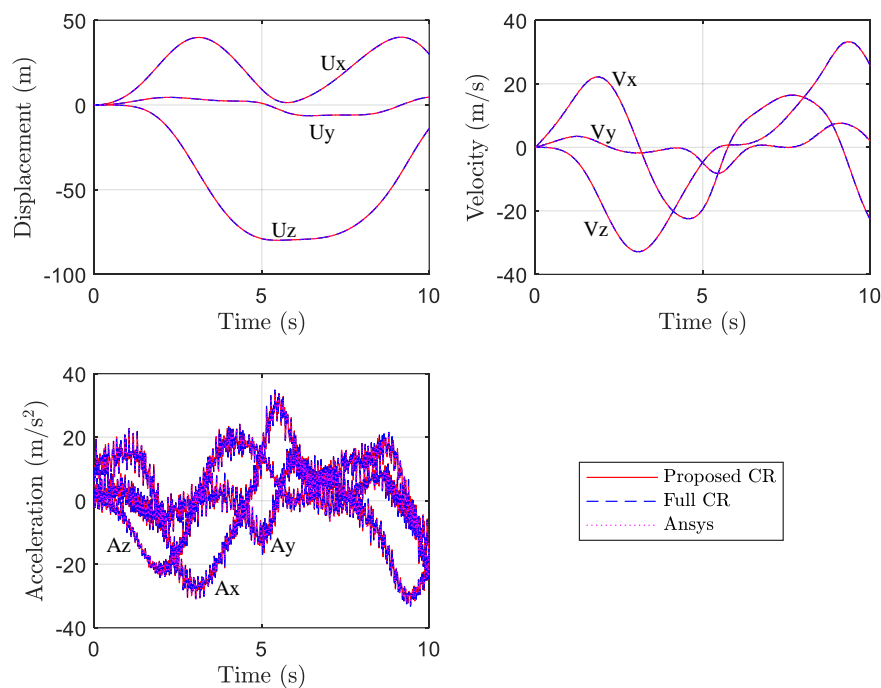 50
0
-50
-100
Displacement (m)
Ux
Uy
Uz
0
5
10
Time (s)
40
20
0
-20
-40
Velocity (m/s)
Vx
Vy
Vz
0
5
10
Time (s)
40
20
0
-20
-40
Acceleration (m/s²)
Az
Ax
Ay
0
5
10
Time (s)
Proposed CR
Full CR
Ansys